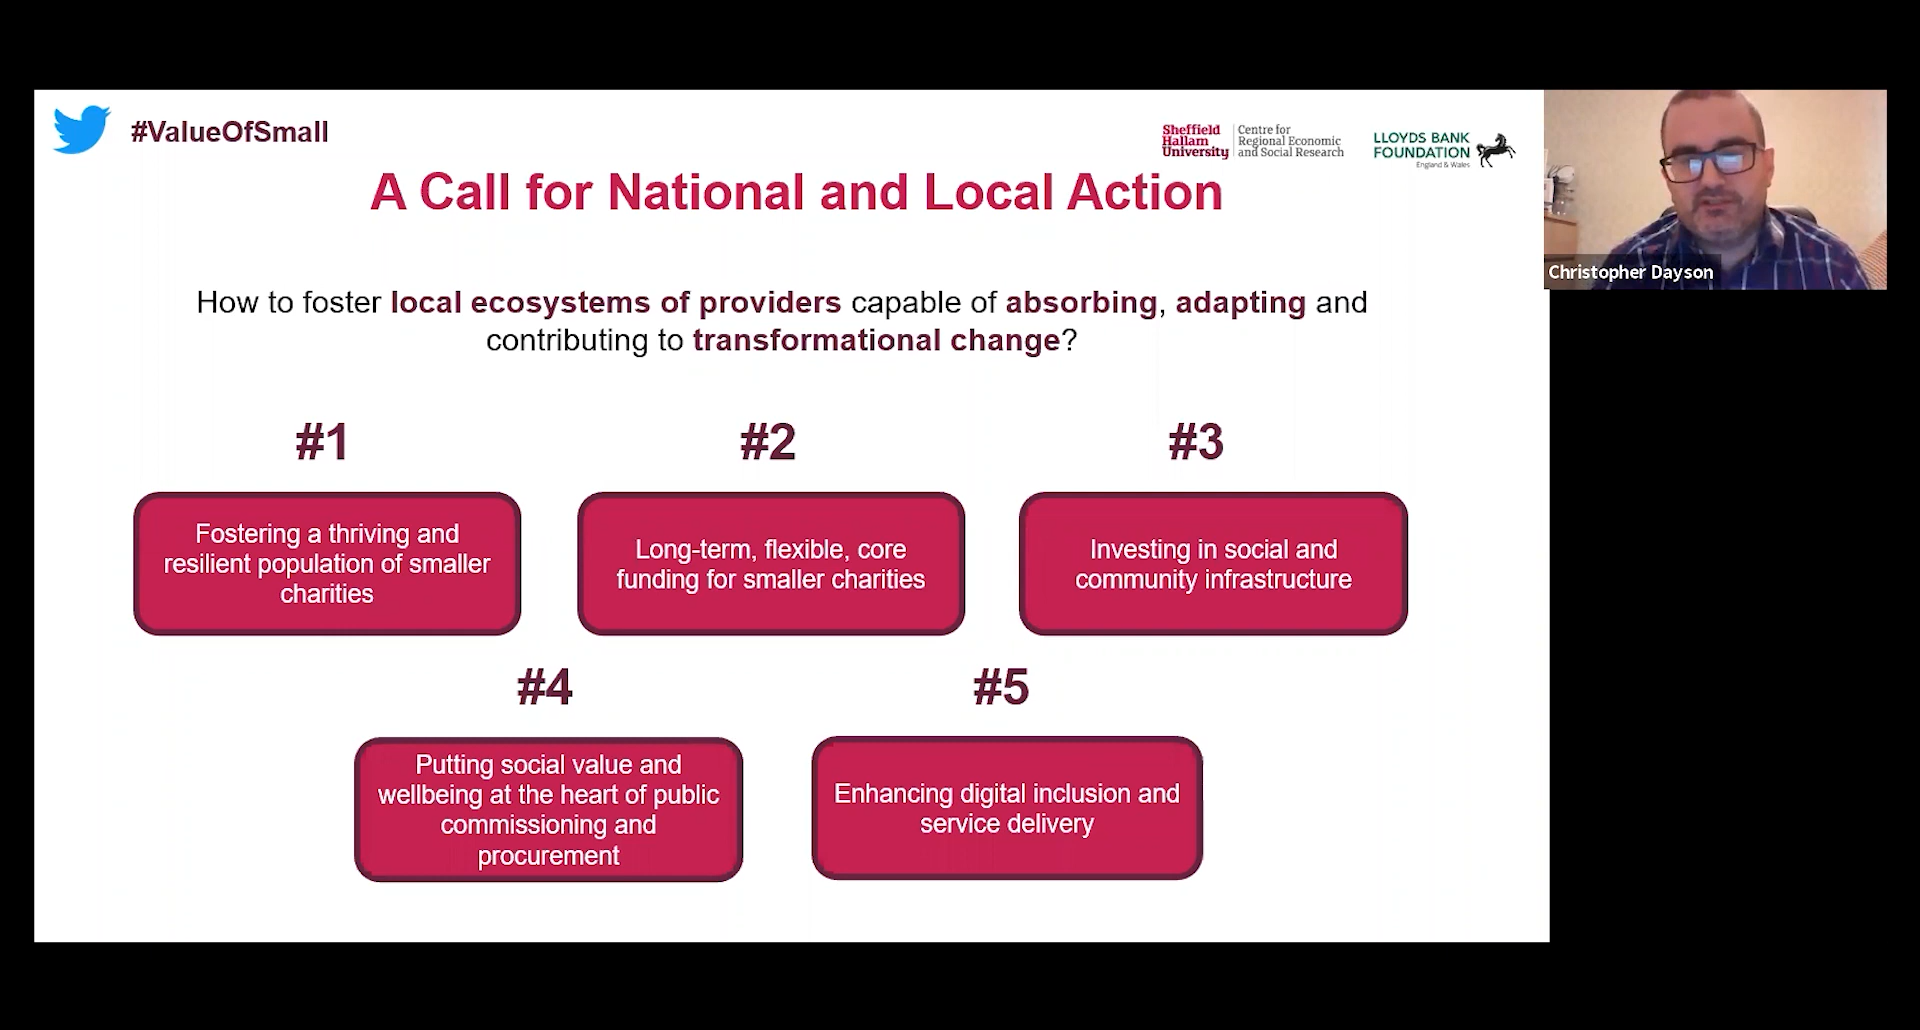 #ValueOfSmall
Sheffield
Hallam
University
Centre for
Regional Economic
and Social Research
LLOYDS BANK
FOUNDATION
England & Wales
A Call for National and Local Action
Christopher Dayson
How to foster local ecosystems of providers capable of absorbing, adapting and
contributing to transformational change?
#1
#2
#3
Fostering a thriving and
resilient population of smaller
charities
Long-term, flexible, core
funding for smaller charities
Investing in social and
community infrastructure
#4
#5
Putting social value and
wellbeing at the heart of public
commissioning and
procurement
Enhancing digital inclusion and
service delivery